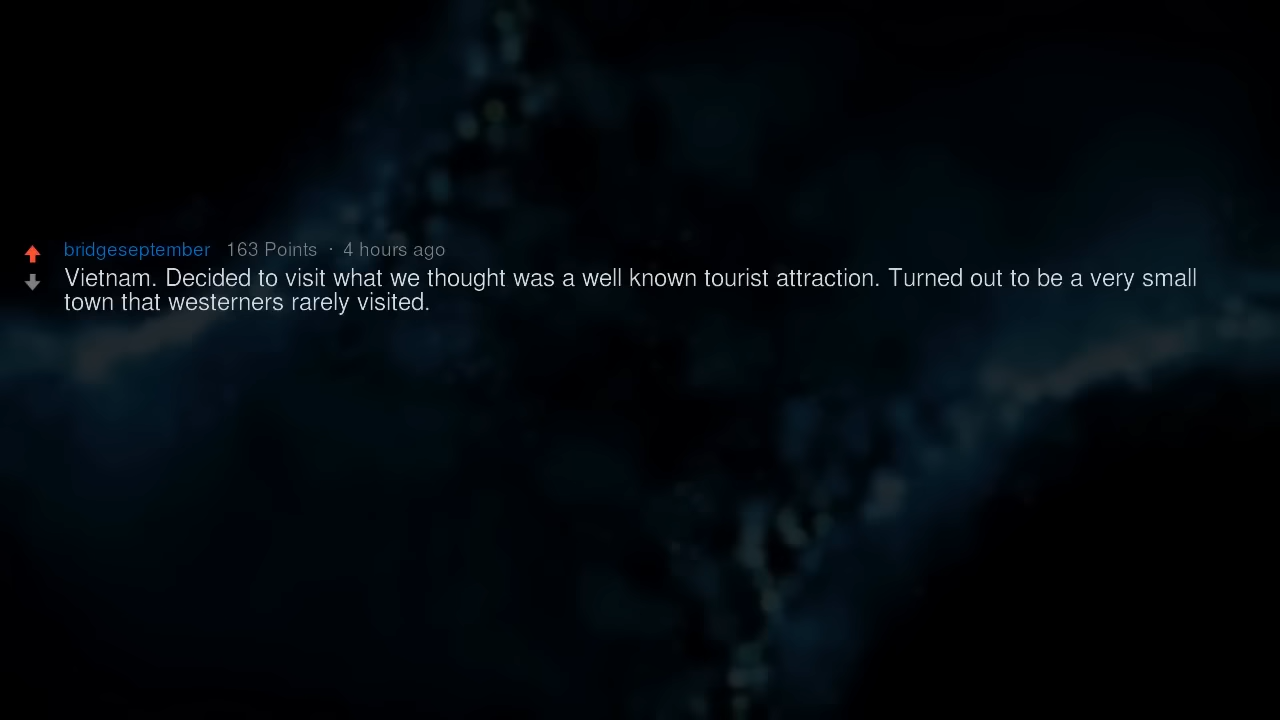 bridgeseptember 163 Points · 4 hours ago
Vietnam. Decided to visit what we thought was a well known tourist attraction. Turned out to be a very small
town that westerners rarely visited.